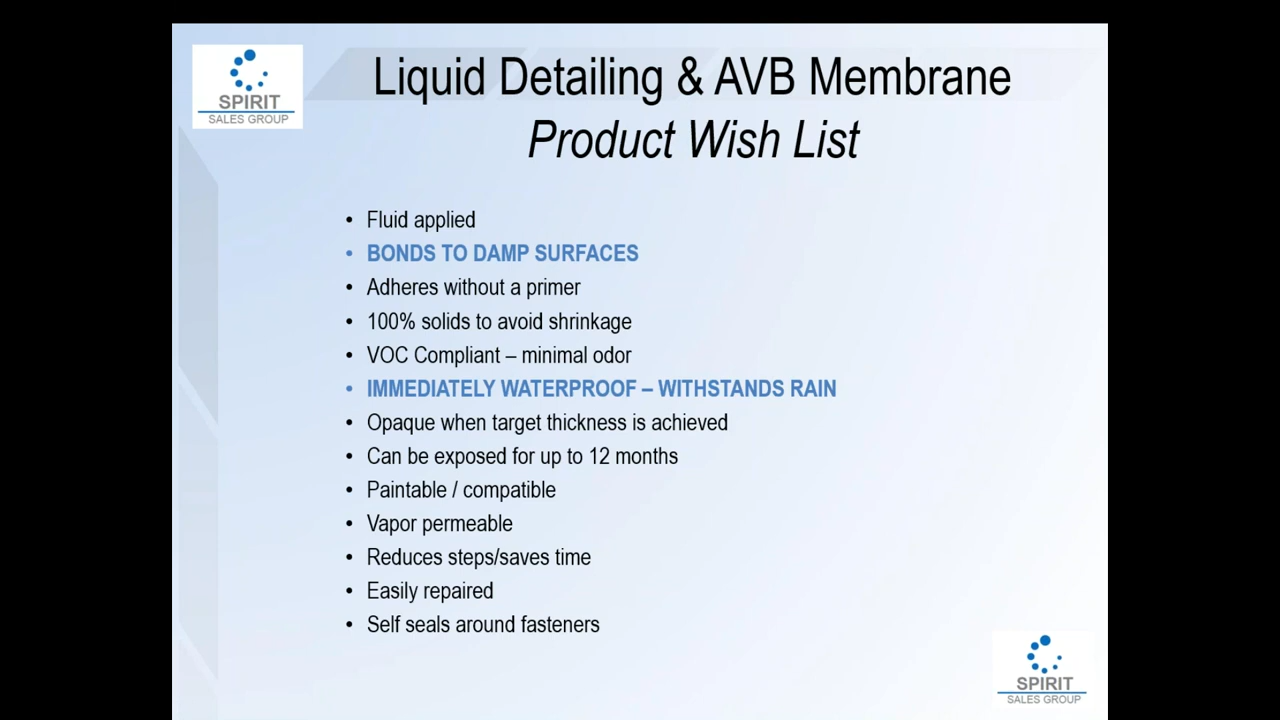 SPIRIT
SALES GROUP
Liquid Detailing & AVB Membrane
Product Wish List
• Fluid applied
• BONDS TO DAMP SURFACES
• Adheres without a primer
• 100% solids to avoid shrinkage
• VOC Compliant – minimal odor
• IMMEDIATELY WATERPROOF – WITHSTANDS RAIN
• Opaque when target thickness is achieved
• Can be exposed for up to 12 months
• Paintable / compatible
• Vapor permeable
• Reduces steps/saves time
• Easily repaired
• Self seals around fasteners
SPIRIT
SALES GROUP